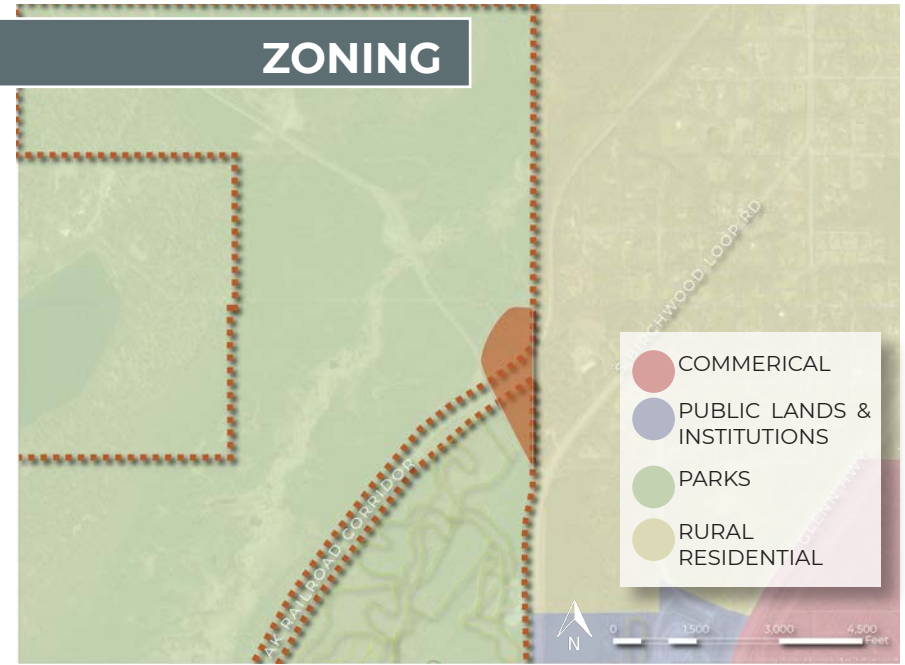 ZONING
BIRCHWOOD LOOP RD
COMMERICAL
PUBLIC LANDS &
INSTITUTIONS
PARKS
RURAL
RESIDENTIAL
AK RAILROAD CORRIDOR
N
0 1,500 3,000 4,500
Feet